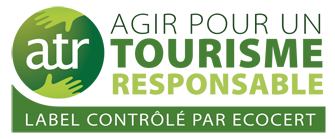 atr
AGIR POUR UN
TOURISME
RESPONSABLE
LABEL CONTRÔLÉ PAR ECOCERT